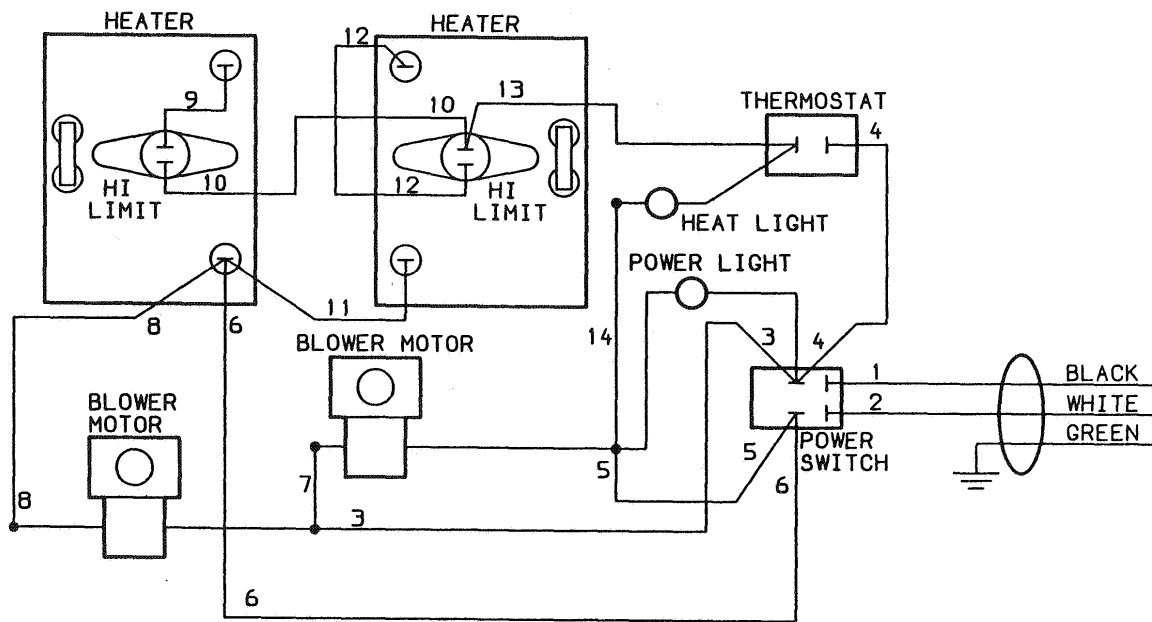 HEATER
HEATER
12
9
10
13
THERMOSTAT
4
10
HI
LIMIT
12
HI
LIMIT
HEAT LIGHT
POWER LIGHT
8
6
11
14
3
4
BLOWER MOTOR
1
BLACK
BLOWER
MOTOR
2
WHITE
GREEN
5
POWER
SWITCH
5
6
7
8
3
6